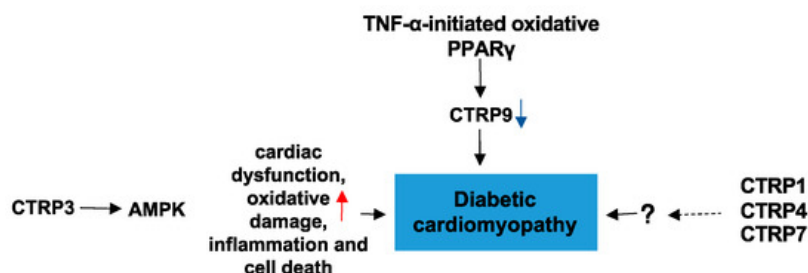 TNF-α-initiated oxidative
PPARγ
CTRP9
cardiac
dysfunction,
oxidative
damage,
inflammation and
cell death
CTRP3
AMPK
Diabetic
cardiomyopathy
?
CTRP1
CTRP4
CTRP7